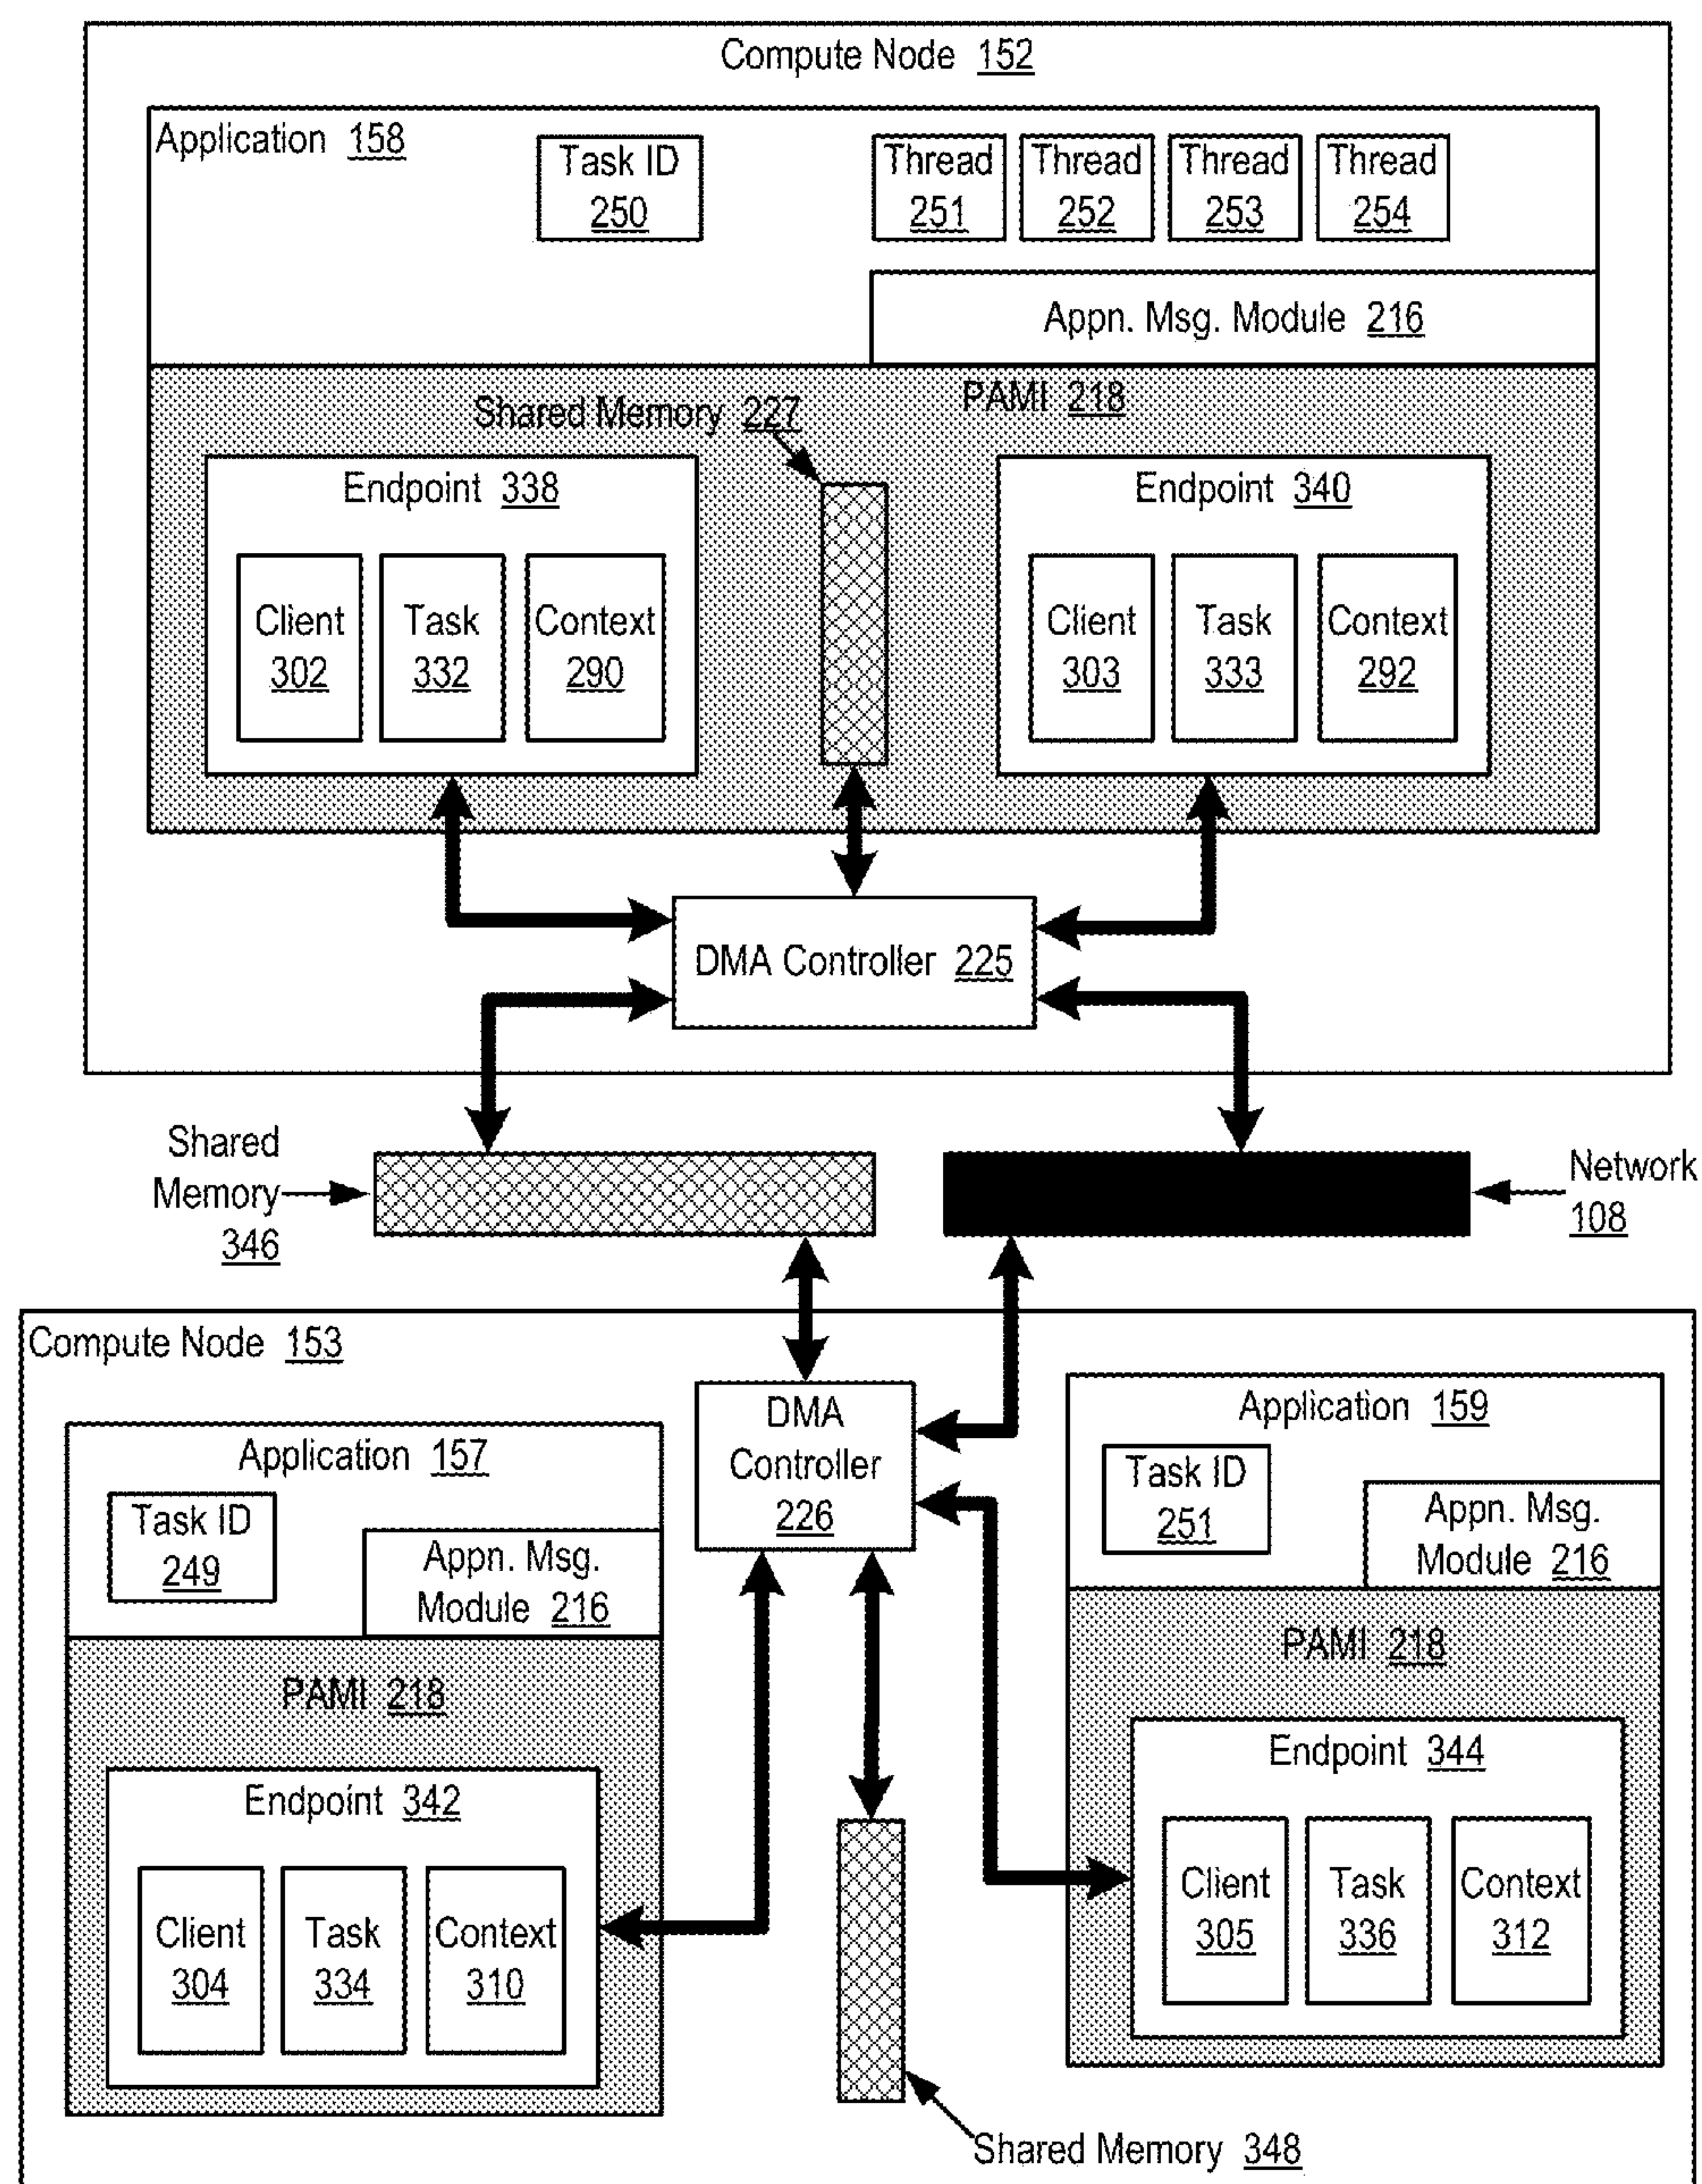 Compute Node 152
Application 158
Task ID
250
Thread
251
Thread
252
Thread
253
Thread
254
Appn. Msg. Module 216
PAMI 218
Shared Memory 227
Endpoint 338
Client
302
Task
332
Context
290
Endpoint 340
Client
303
Task
333
Context
292
DMA Controller 225
Shared
Memory
346
Network
108
Compute Node 153
DMA
Controller
226
Application 157
Task ID
249
Appn. Msg.
Module 216
PAMI 218
Endpoint 342
Client
304
Task
334
Context
310
Application 159
Task ID
251
Appn. Msg.
Module 216
PAMI 218
Endpoint 344
Client
305
Task
336
Context
312
Shared Memory 348